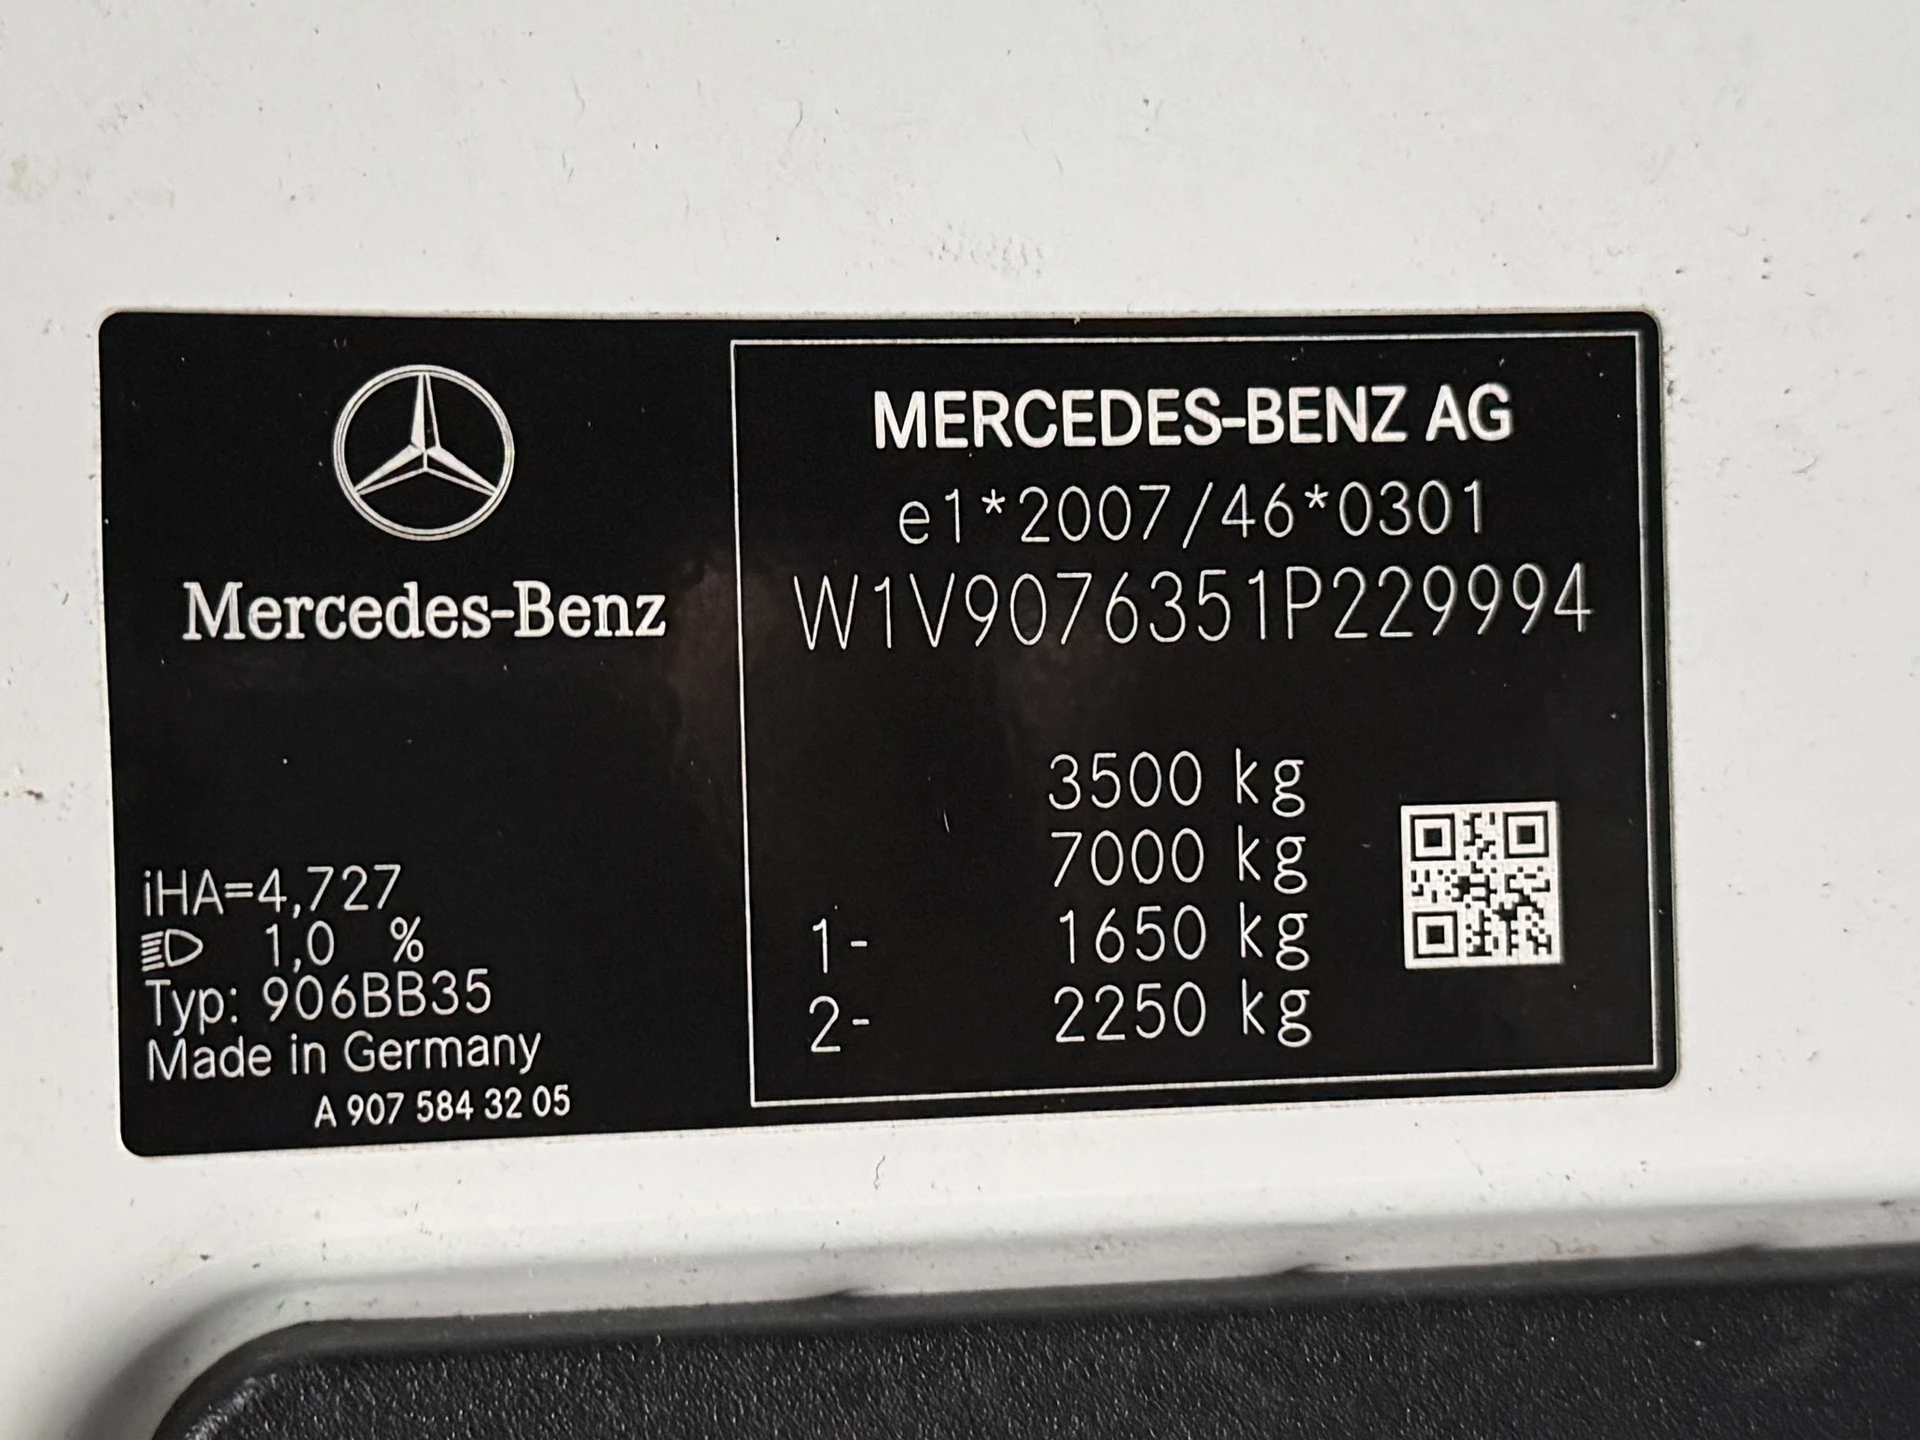 Mercedes-Benz
iHA=4,727
1,0 %
Typ: 906BB35
Made in Germany
A 907 584 32 05
MERCEDES-BENZ AG
e1*2007/46*0301
W1V9076351P229994
3500 kg
7000 kg
1- 1650 kg
2- 2250 kg